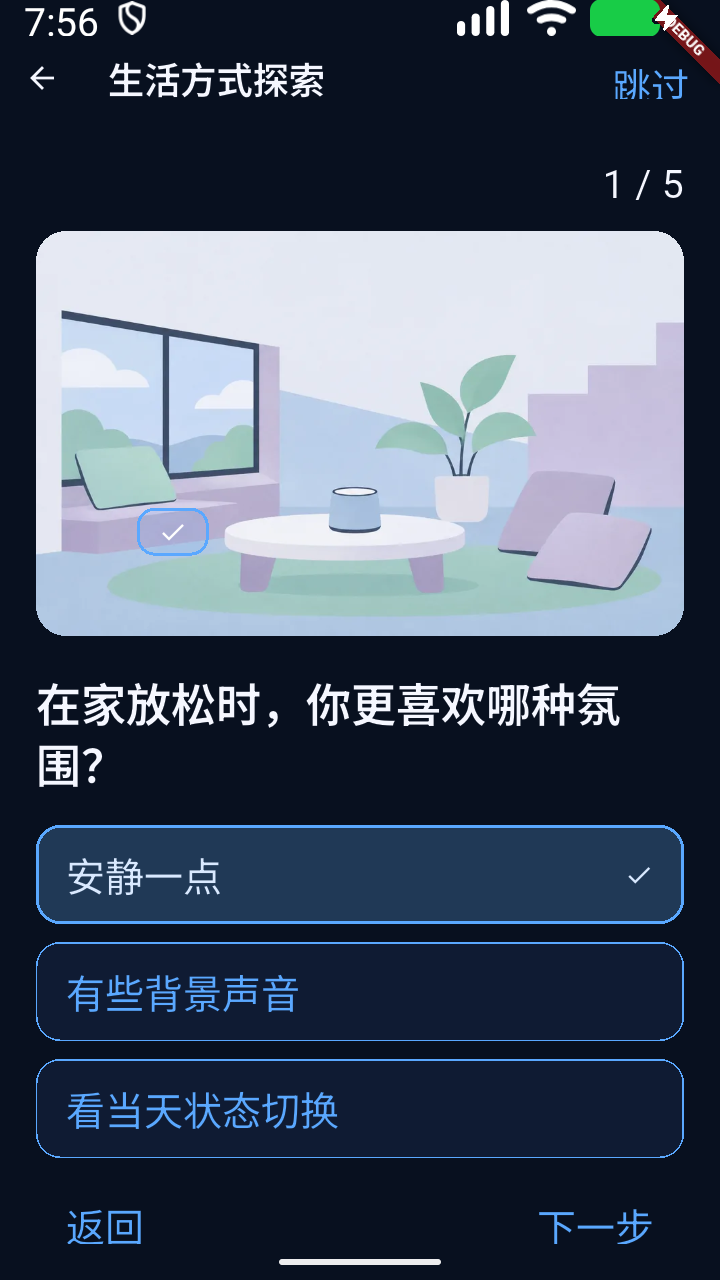 7:56
DEBUG
生活方式探索
跳过
1 / 5
在家放松时，你更喜欢哪种氛
围？
安静一点
有些背景声音
看当天状态切换
返回
下一步